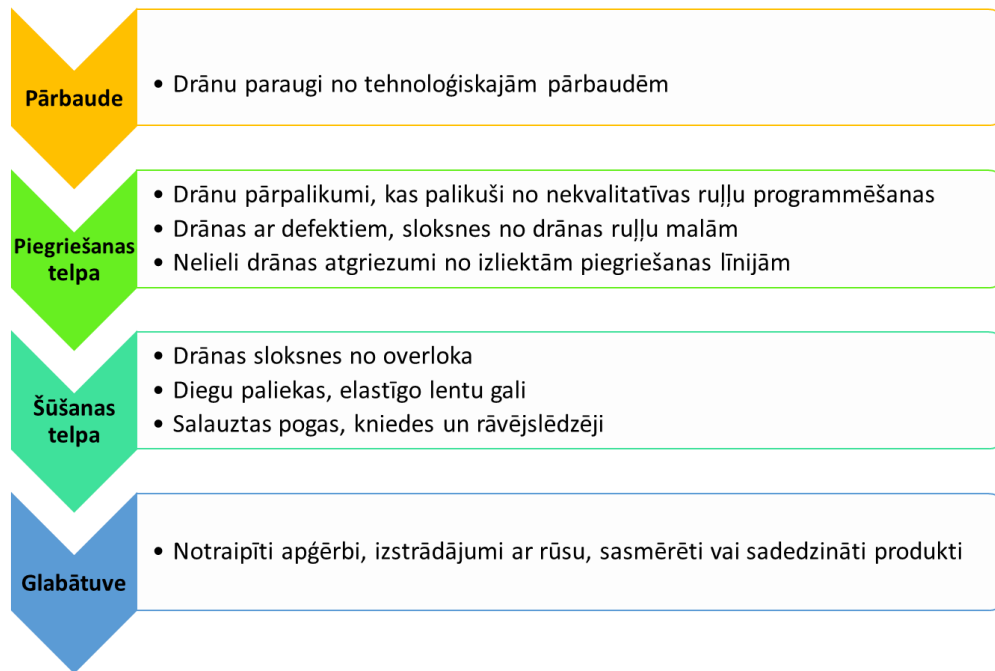 Pārbaude
• Drānu paraugi no tehnoloģiskajām pārbaudēm
Piegriešanas
telpa
• Drānu pārpalikumi, kas palikuši no nekvalitatīvas ruļļu programmēšanas
• Drānas ar defektiem, sloksnes no drānas ruļļu malām
• Nelieli drānas atgriezumi no izliektām piegriešanas līnijām
Šūšanas
telpa
• Drānas sloksnes no overloka
• Diegu paliekas, elastīgo lentu gali
• Salauztas pogas, kniedes un rāvējslēdzēji
Glabātuve
• Notraipīti apģērbi, izstrādājumi ar rūsu, sasmērēti vai sadedzināti produkti